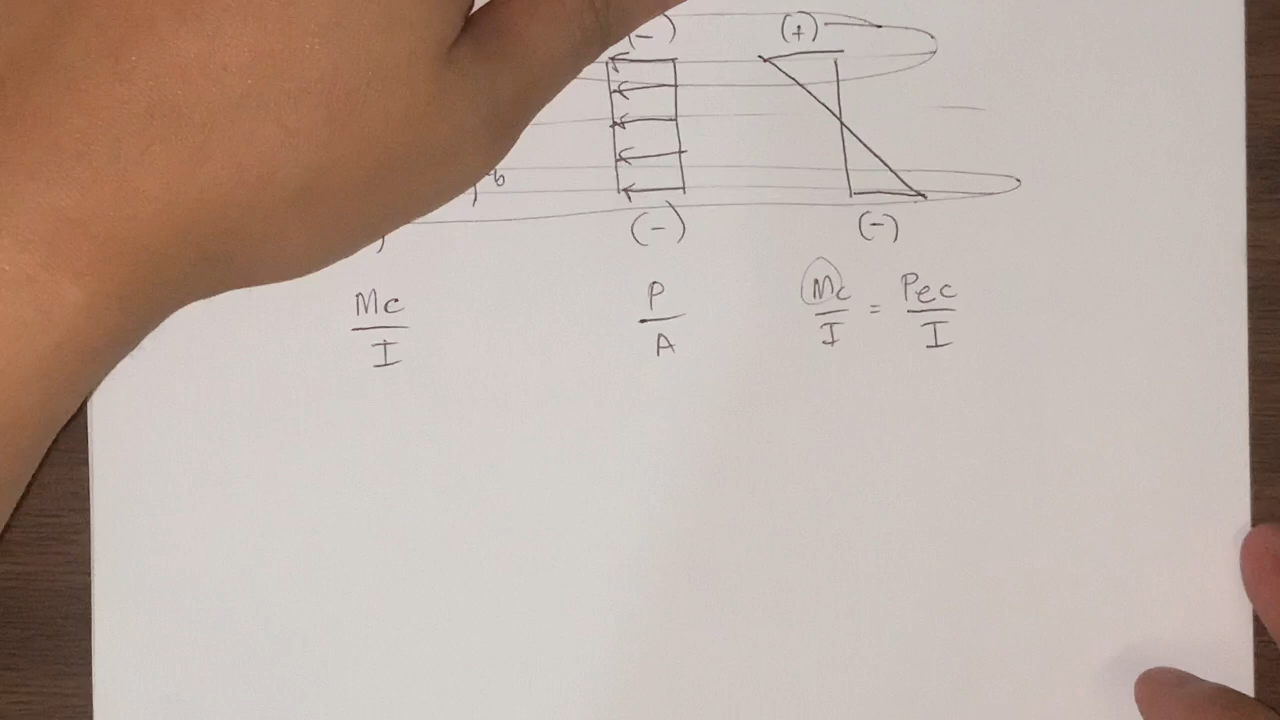 (-) (+)
b
(-) (-)
Mc/I P/A Mc/I = Pec/I